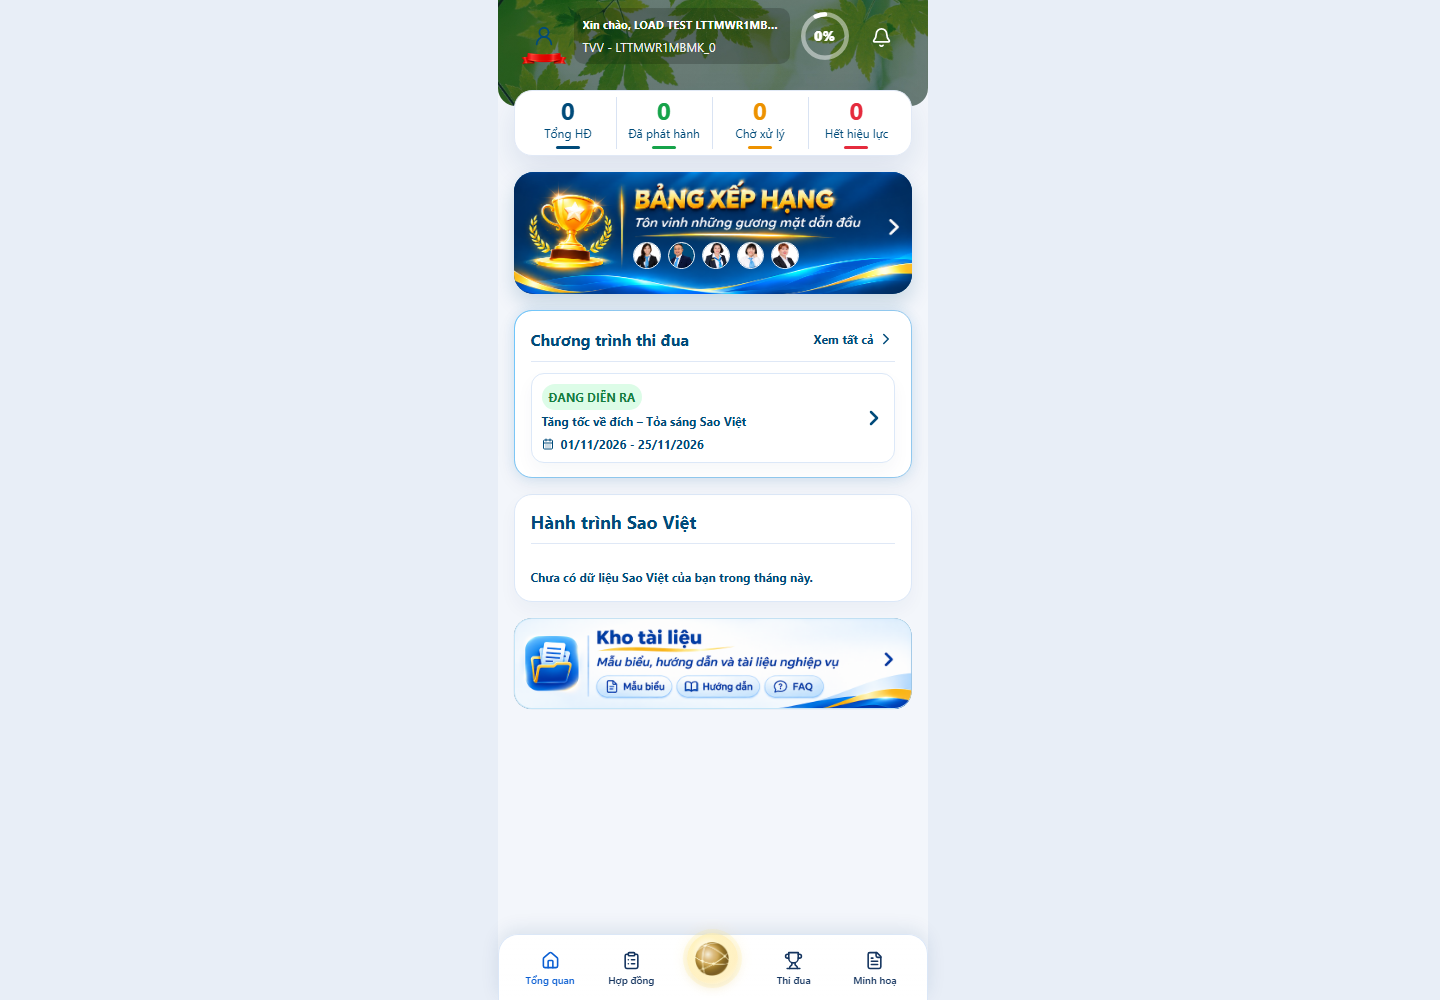 Xin chào, LOAD TEST LTTMWR1MB...
TVV - LTTMWR1MBMK_0
0%
0
Tổng HĐ
0
Đã phát hành
0
Chờ xử lý
0
Hết hiệu lực
BẢNG XẾP HẠNG
Tôn vinh những gương mặt dẫn đầu
Chương trình thi đua
Xem tất cả
ĐANG DIỄN RA
Tăng tốc về đích – Tỏa sáng Sao Việt
01/11/2026 - 25/11/2026
Hành trình Sao Việt
Chưa có dữ liệu Sao Việt của bạn trong tháng này.
Kho tài liệu
Mẫu biểu, hướng dẫn và tài liệu nghiệp vụ
Mẫu biểu
Hướng dẫn
FAQ
Tổng quan
Hợp đồng
Thi đua
Minh hoạ